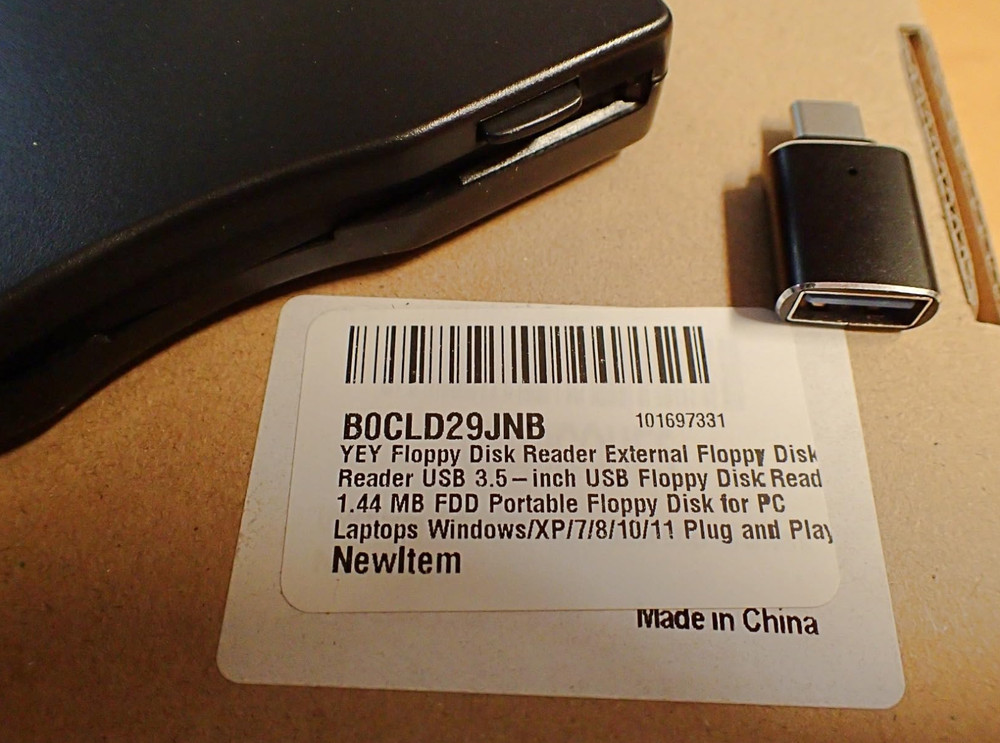 B0CLD29JNB 101697331
YEY Floppy Disk Reader External Floppy Disk
Reader USB 3.5-inch USB Floppy Disk Read
1.44 MB FDD Portable Floppy Disk for PC
Laptops Windows/XP/7/8/10/11 Plug and Play
NewItem
Made in China